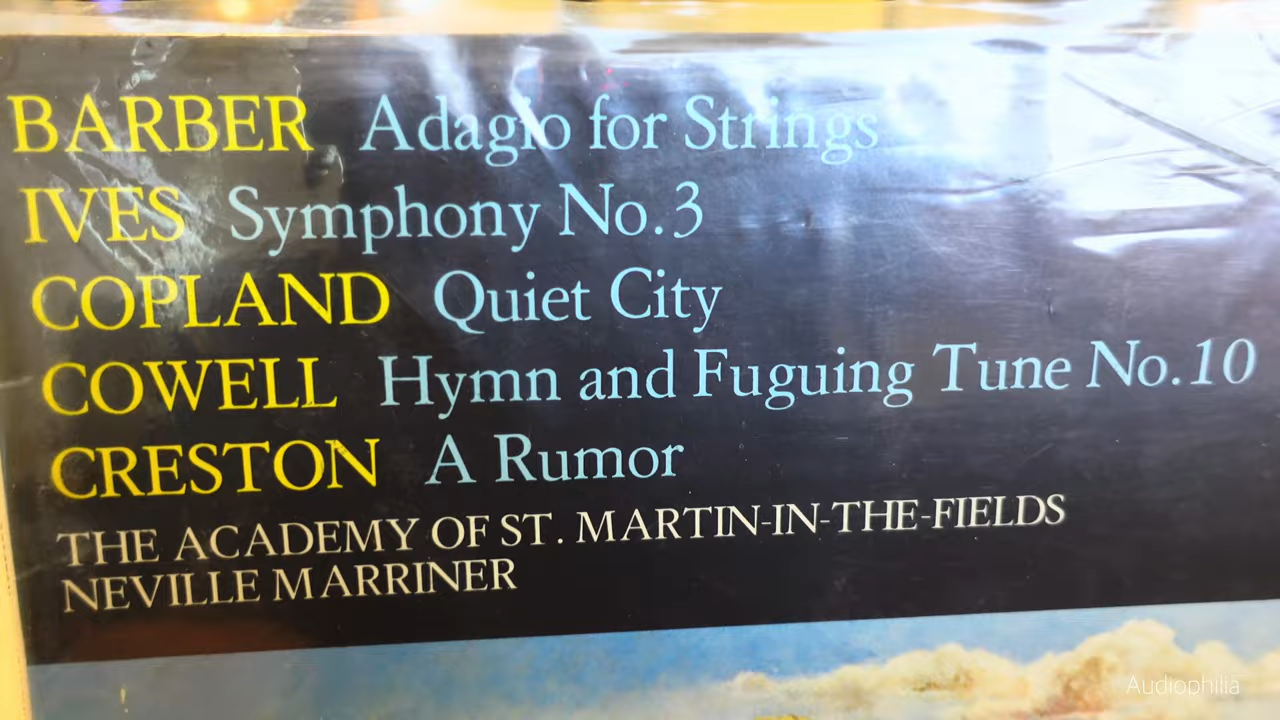 BARBER Adagio for Strings
IVES Symphony No.3
COPLAND Quiet City
COWELL Hymn and Fuguing Tune No.10
CRESTON A Rumor
THE ACADEMY OF ST. MARTIN-IN-THE-FIELDS
NEVILLE MARRINER
Audiophilia